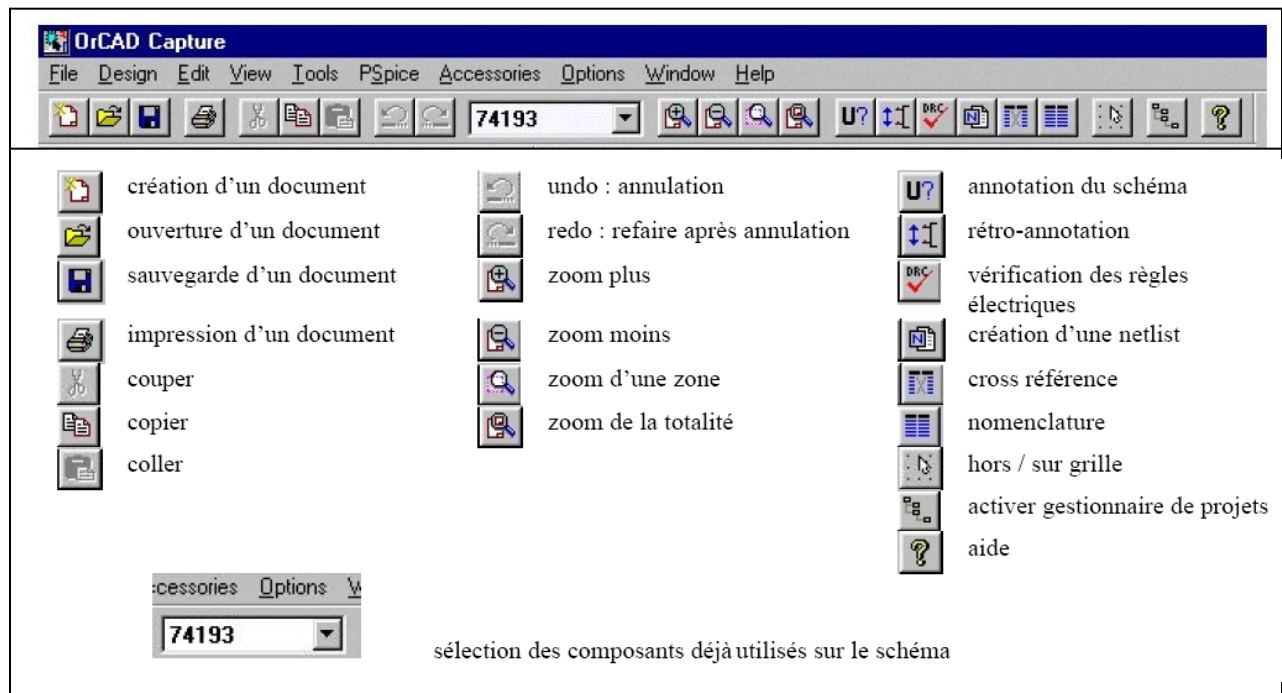 OrCAD Capture
File Design Edit View Tools PSpice Accessories Options Window Help
74193 U? DRC N ?
création d’un document
ouverture d’un document
sauvegarde d’un document
impression d’un document
couper
copier
coller
undo : annulation
redo : refaire après annulation
zoom plus
zoom moins
zoom d’une zone
zoom de la totalité
U? annotation du schéma
rétro-annotation
DRC vérification des règles
électriques
N création d’une netlist
cross référence
nomenclature
hors / sur grille
activer gestionnaire de projets
? aide
ccessories Options W
74193
sélection des composants déjà utilisés sur le schéma